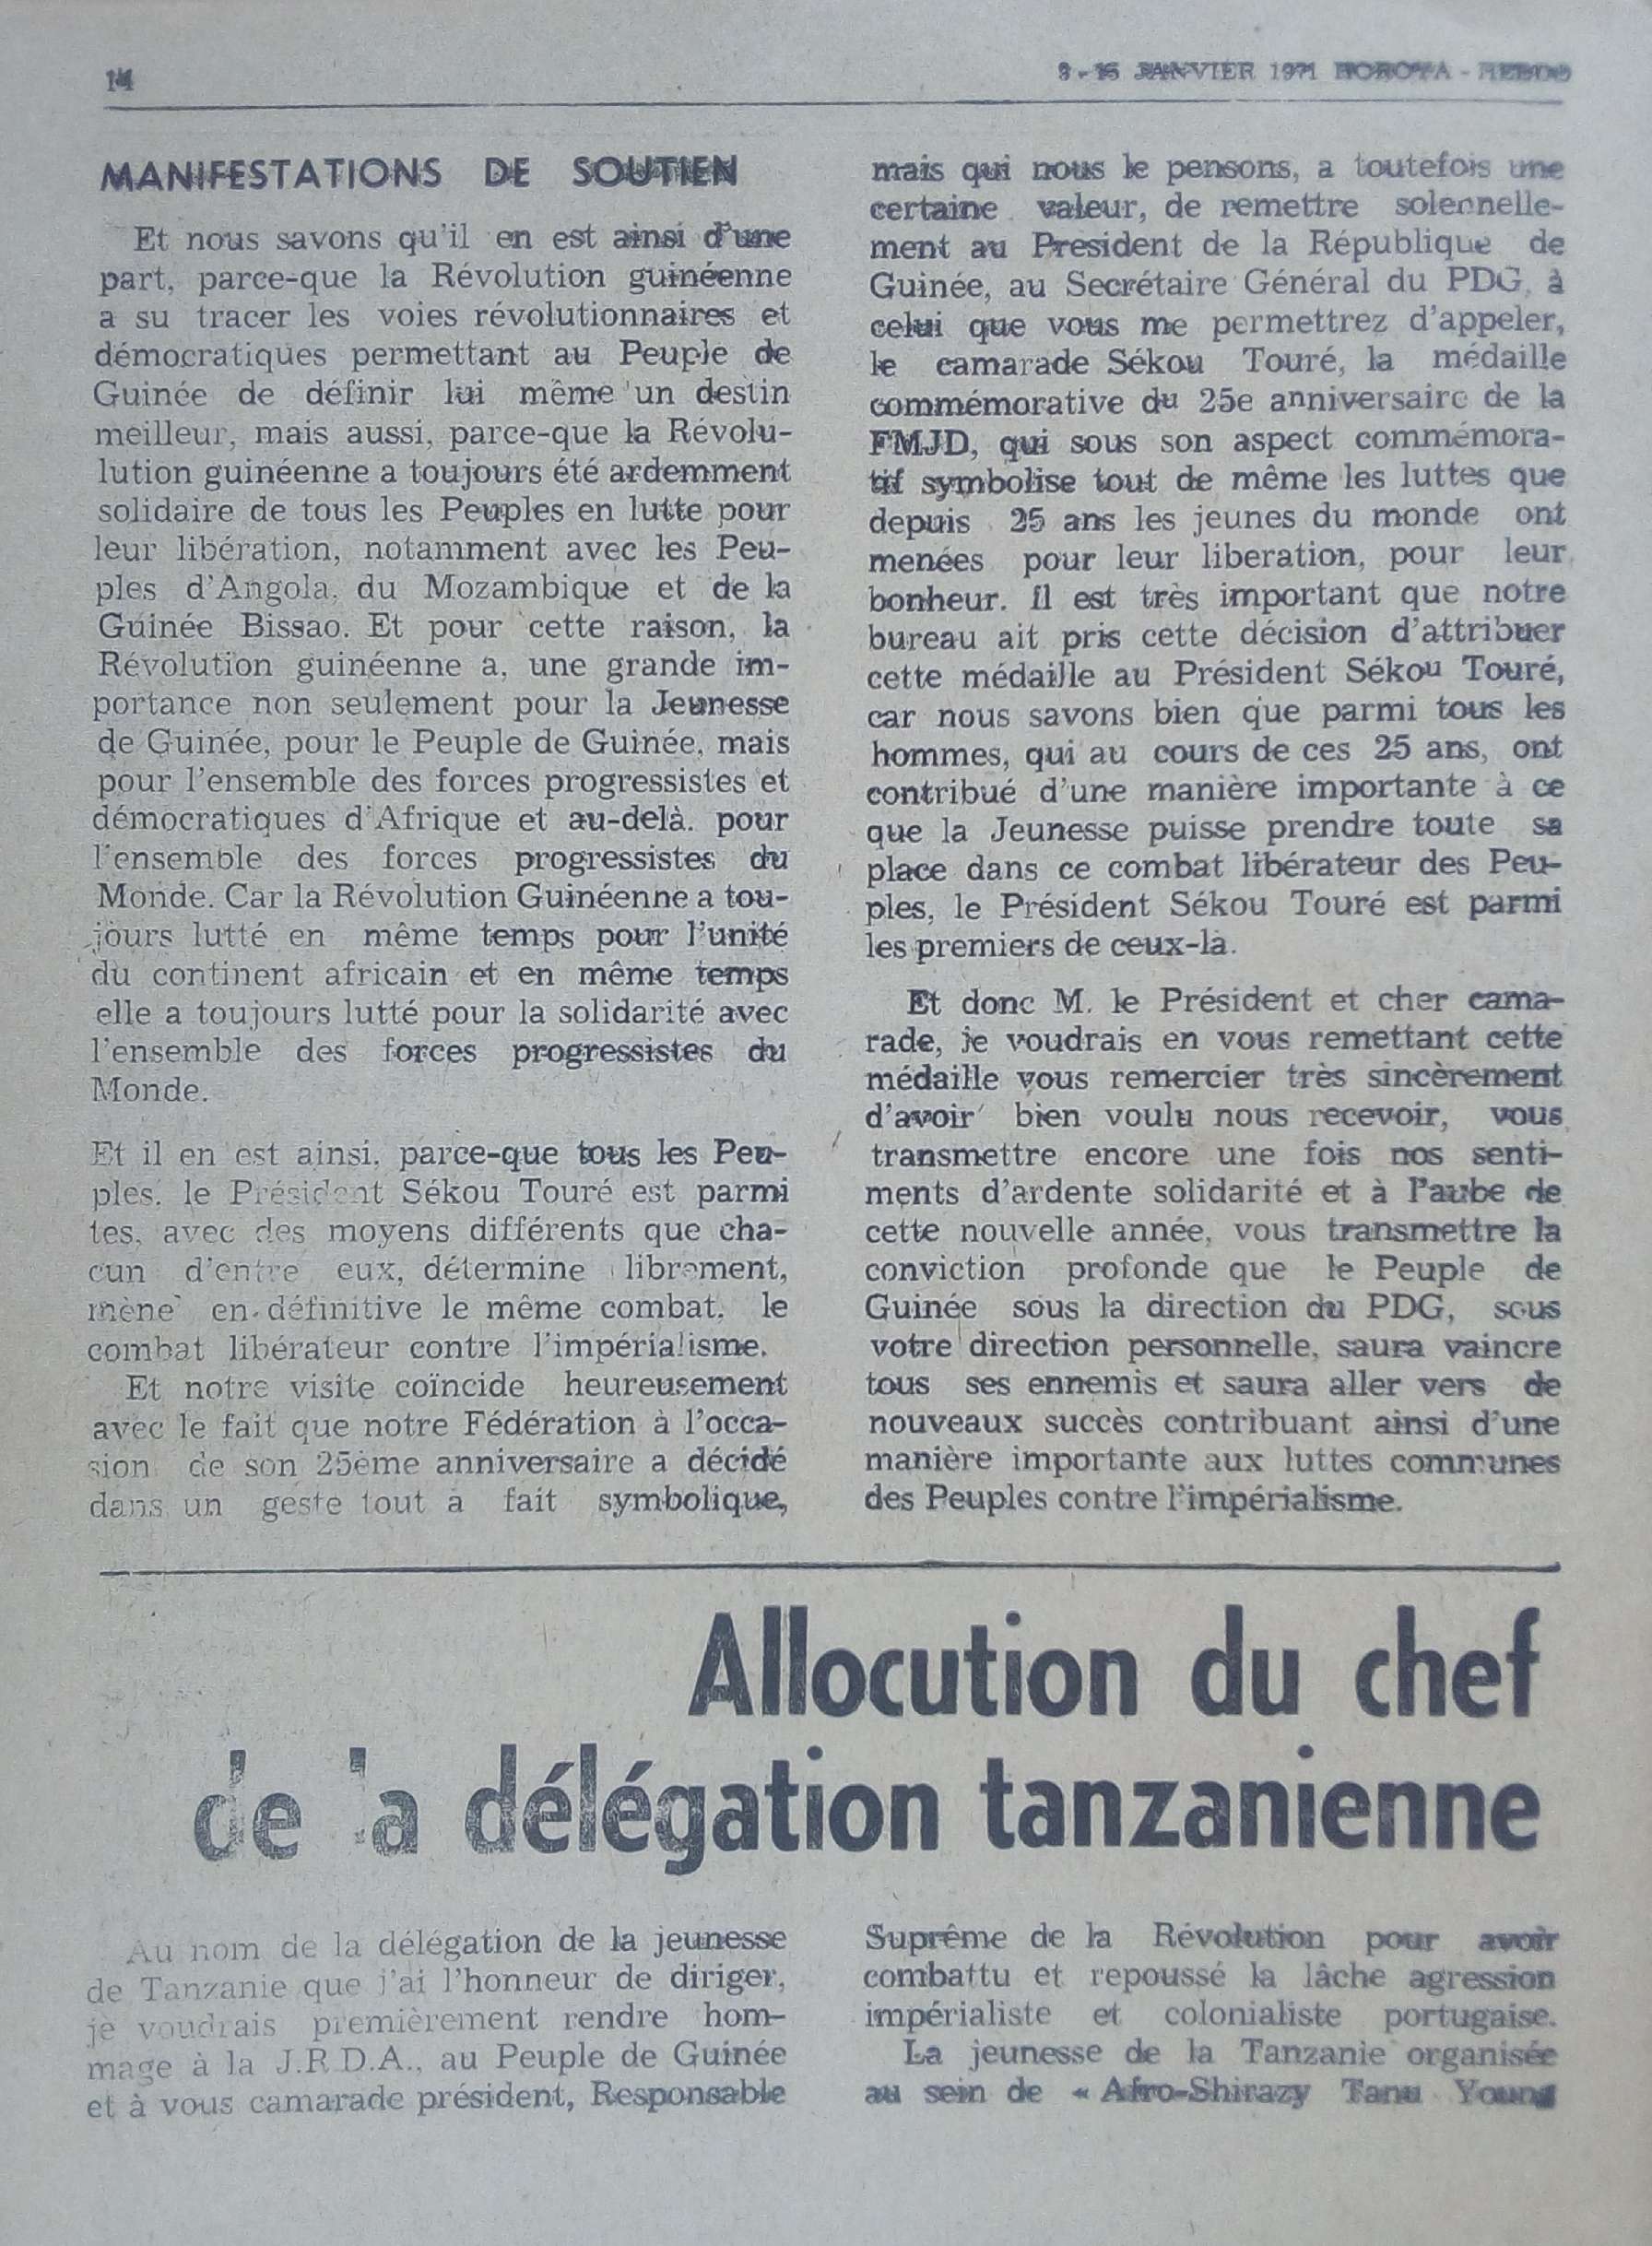 14
9-15 JANVIER 1971 HOROYA - HEBDO
MANIFESTATIONS DE SOUTIEN
Et nous savons qu'il en est ainsi d'une
part, parce-que la Révolution guinéenne
a su tracer les voies révolutionnaires et
démocratiques permettant au Peuple de
Guinée de définir lui même un destin
meilleur, mais aussi, parce-que la Révolu-
lution guinéenne a toujours été ardemment
solidaire de tous les Peuples en lutte pour
leur libération, notamment avec les Peu-
ples d'Angola, du Mozambique et de la
Guinée Bissao. Et pour cette raison, la
Révolution guinéenne a, une grande im-
portance non seulement pour la Jeunesse
de Guinée, pour le Peuple de Guinée, mais
pour l'ensemble des forces progressistes et
démocratiques d'Afrique et au-delà. pour
l'ensemble des forces progressistes du
Monde. Car la Révolution Guinéenne a tou-
jours lutté en même temps pour l'unité
du continent africain et en même temps
elle a toujours lutté pour la solidarité avec
l'ensemble des forces progressistes du
Monde.
Et il en est ainsi, parce-que tous les Peu-
ples, le Président Sékou Touré est parmi
tes, avec des moyens différents que cha-
cun d'entre eux, détermine librement,
mène en définitive le même combat, le
combat libérateur contre l'impérialisme.
Et notre visite coïncide heureusement
avec le fait que notre Fédération à l'occa-
sion de son 25ème anniversaire a décidé
dans un geste tout à fait symbolique,
mais qui nous le pensons, a toutefois une
certaine valeur, de remettre solennelle-
ment au President de la République de
Guinée, au Secrétaire Général du PDG, à
celui que vous me permettrez d'appeler,
le camarade Sékou Touré, la médaille
commémorative du 25e anniversaire de la
FMJD, qui sous son aspect commémora-
tif symbolise tout de même les luttes que
depuis 25 ans les jeunes du monde ont
menées pour leur liberation, pour leur
bonheur. Il est très important que notre
bureau ait pris cette décision d'attribuer
cette médaille au Président Sékou Touré,
car nous savons bien que parmi tous les
hommes, qui au cours de ces 25 ans, ont
contribué d'une manière importante à ce
que la Jeunesse puisse prendre toute sa
place dans ce combat libérateur des Peu-
ples, le Président Sékou Touré est parmi
les premiers de ceux-là.
Et donc M. le Président et cher cama-
rade, je voudrais en vous remettant cette
médaille vous remercier très sincèrement
d'avoir bien voulu nous recevoir, vous
transmettre encore une fois nos senti-
ments d'ardente solidarité et à l'aube de
cette nouvelle année, vous transmettre la
conviction profonde que le Peuple de
Guinée sous la direction du PDG, sous
votre direction personnelle, saura vaincre
tous ses ennemis et saura aller vers de
nouveaux succès contribuant ainsi d'une
manière importante aux luttes communes
des Peuples contre l'impérialisme.
Allocution du chef
de la délégation tanzanienne
Au nom de la délégation de la jeunesse
de Tanzanie que j'ai l'honneur de diriger,
je voudrais premièrement rendre hom-
mage à la J.R.D.A., au Peuple de Guinée
et à vous camarade président, Responsable
Suprême de la Révolution pour avoir
combattu et repoussé la lâche agression
impérialiste et colonialiste portugaise.
La jeunesse de la Tanzanie organisée
au sein de « Afro-Shirazy Tanu Young